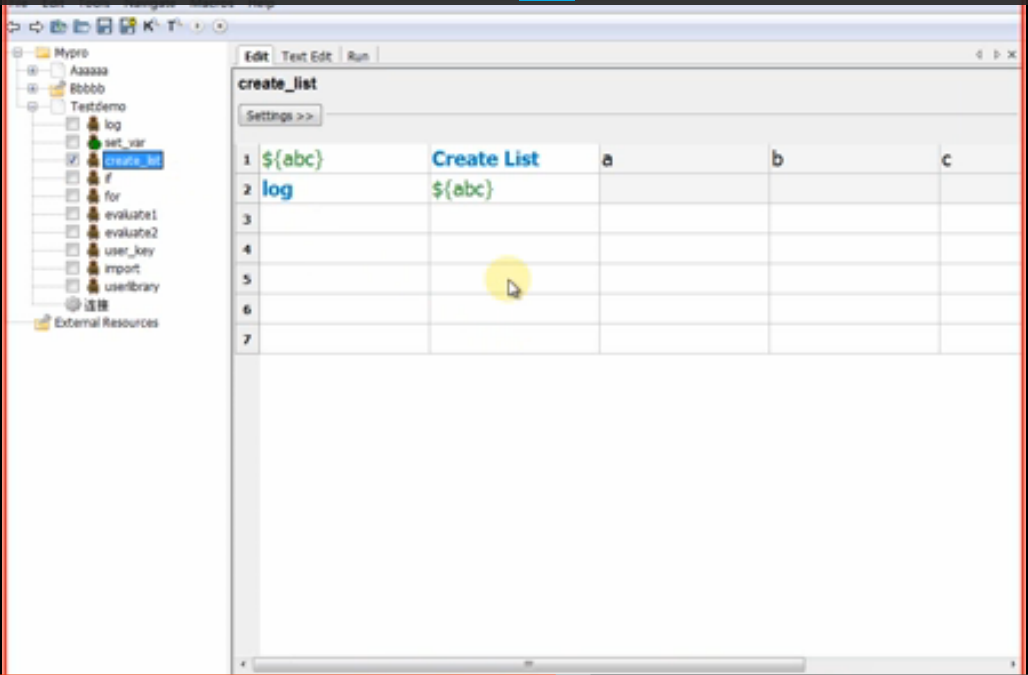 Mypro
Aaaaaa
Bbbbb
Testdemo
log
set_var
create_list
if
for
evaluate1
evaluate2
user_key
import
userlibrary
连接
External Resources
Edit Text Edit Run
create_list
Settings >>
1 ${abc} Create List a b c
2 log ${abc}
3
4
5
6
7